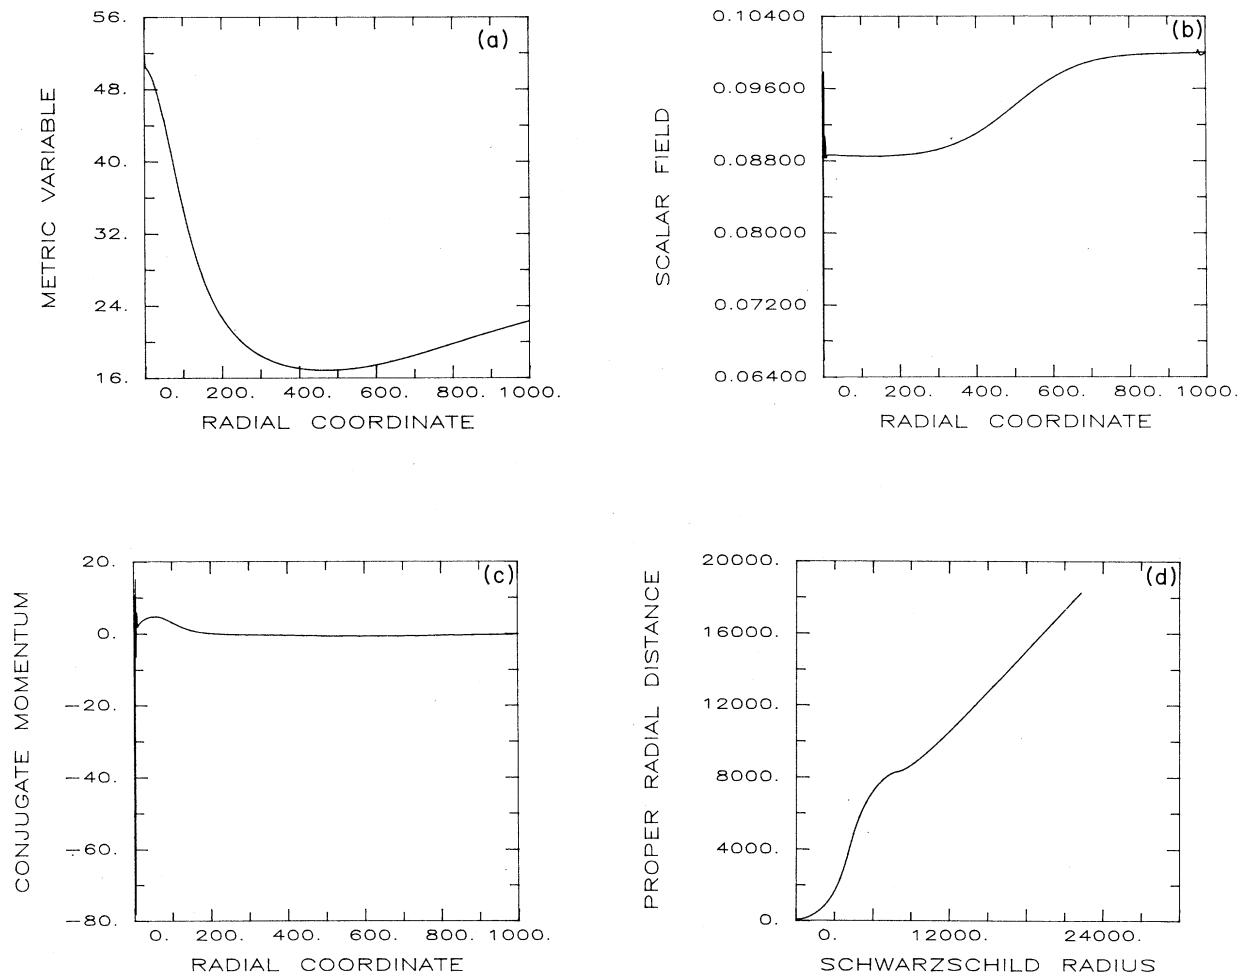 (a)
56.
48.
40.
32.
24.
16.
METRIC VARIABLE
0. 200. 400. 600. 800. 1000.
RADIAL COORDINATE
(b)
0.10400
0.09600
0.08800
0.08000
0.07200
0.06400
SCALAR FIELD
0. 200. 400. 600. 800. 1000.
RADIAL COORDINATE
(c)
20.
0.
-20.
-40.
-60.
-80.
CONJUGATE MOMENTUM
0. 200. 400. 600. 800. 1000.
RADIAL COORDINATE
(d)
20000.
16000.
12000.
8000.
4000.
0.
PROPER RADIAL DISTANCE
0. 12000. 24000.
SCHWARZSCHILD RADIUS